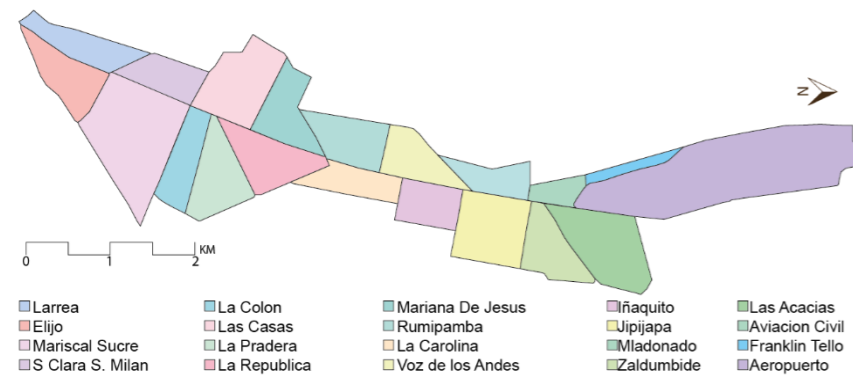 N
KM
0 1 2
Larrea La Colon Mariana De Jesus Iñaquito Las Acacias
Elijo Las Casas Rumipamba Jipijapa Aviacion Civil
Mariscal Sucre La Pradera La Carolina Mladonado Franklin Tello
S Clara S. Milan La Republica Voz de los Andes Zaldumbide Aeropuerto